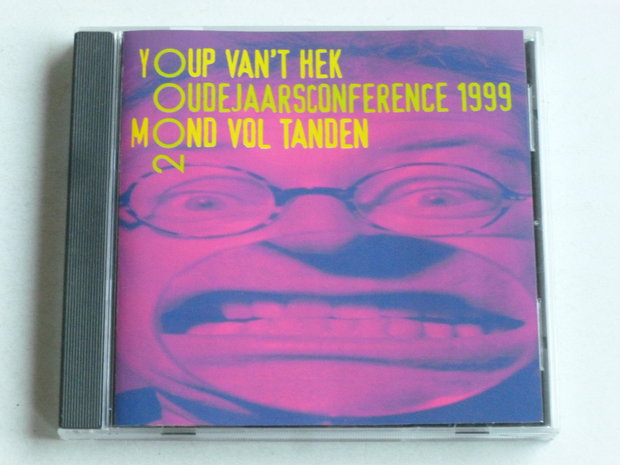 YOUP VAN'T HEK
OUDEJAARSCONFERENCE 1999
MOND VOL TANDEN
2